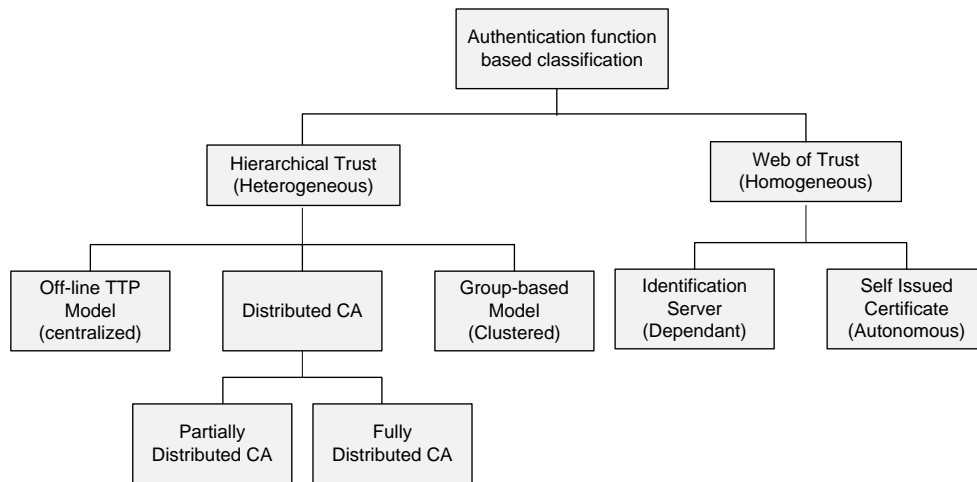 Authentication function
based classification
Hierarchical Trust
(Heterogeneous)
Web of Trust
(Homogeneous)
Off-line TTP
Model
(centralized)
Distributed CA
Group-based
Model
(Clustered)
Identification
Server
(Dependant)
Self Issued
Certificate
(Autonomous)
Partially
Distributed CA
Fully
Distributed CA